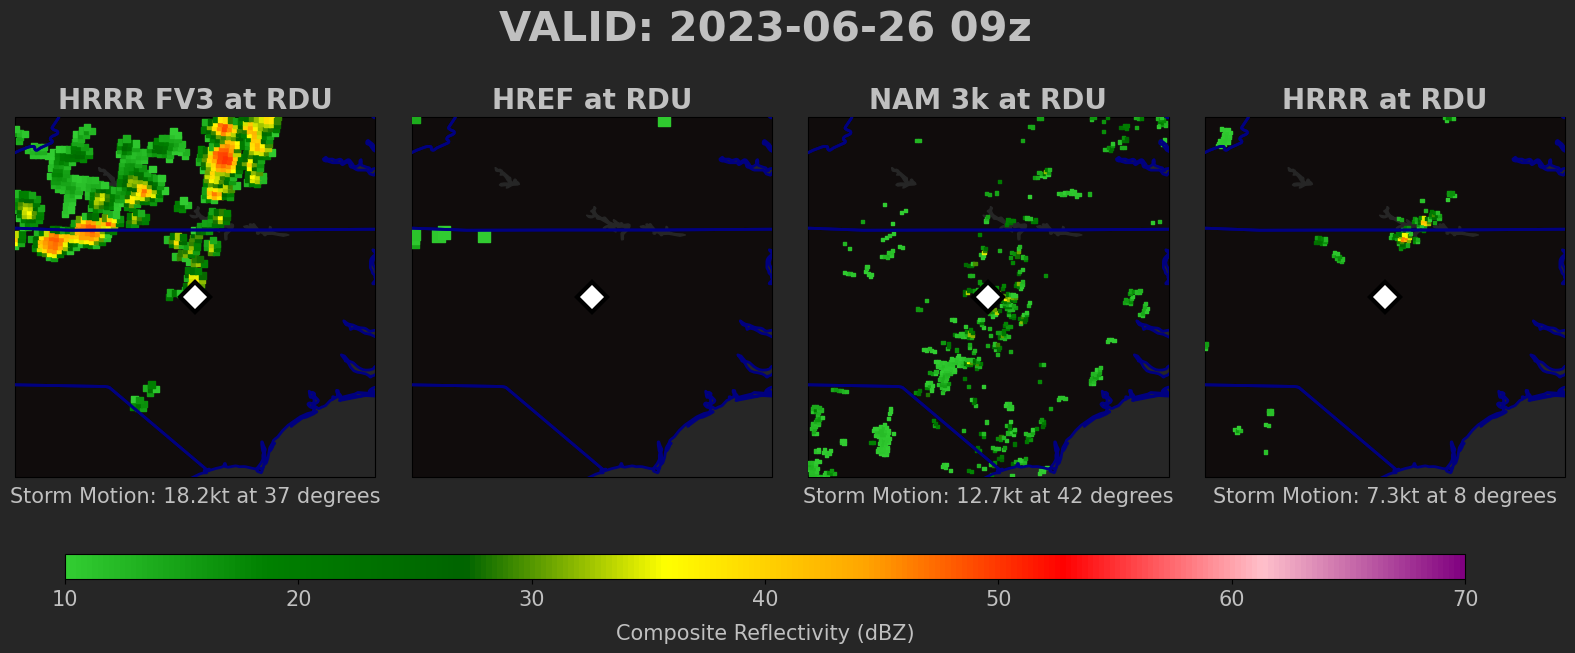 VALID: 2023-06-26 09z
HRRR FV3 at RDU
HREF at RDU
NAM 3k at RDU
HRRR at RDU
Storm Motion: 18.2kt at 37 degrees
Storm Motion: 12.7kt at 42 degrees
Storm Motion: 7.3kt at 8 degrees
10 20 30 40 50 60 70
Composite Reflectivity (dBZ)